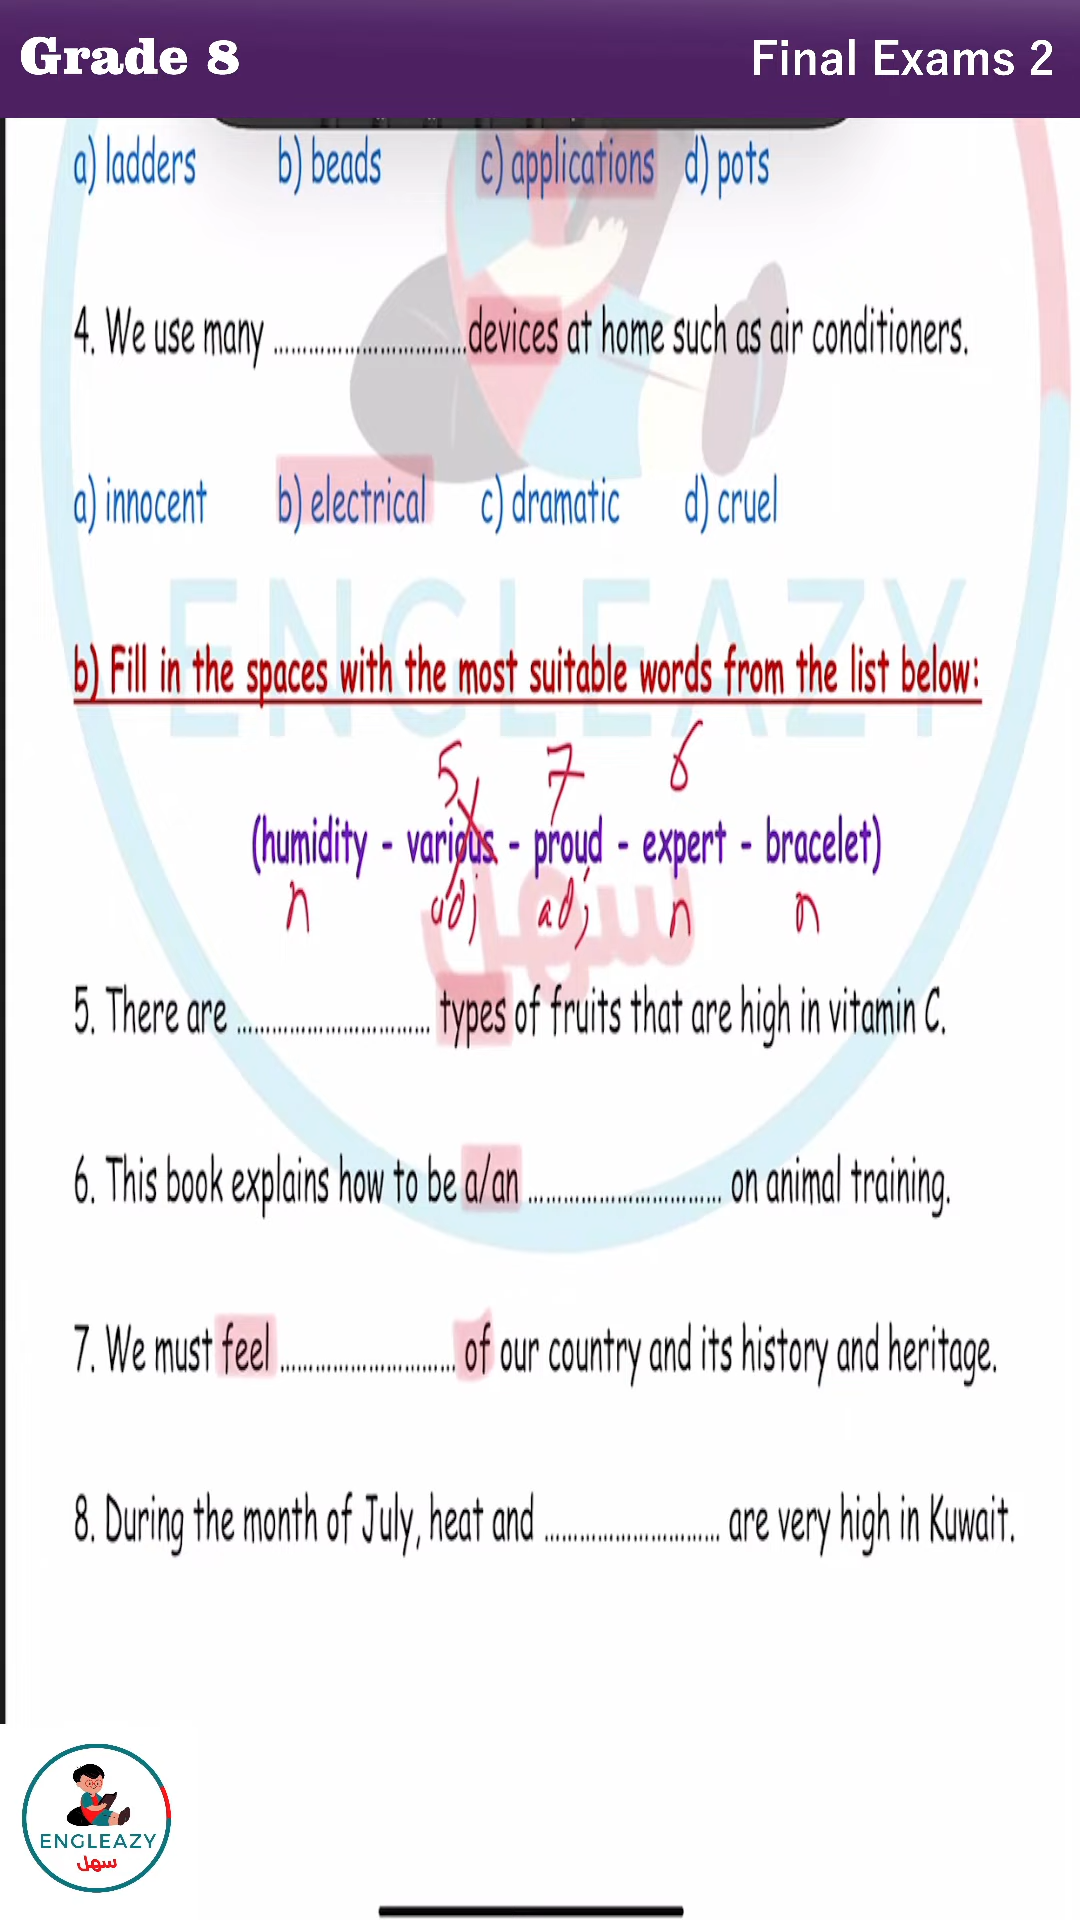 Grade 8
Final Exams 2
a) ladders b) beads c) applications d) pots
4. We use many .............................. devices at home such as air conditioners.
a) innocent b) electrical c) dramatic d) cruel
ENGLEAZY
b) Fill in the spaces with the most suitable words from the list below:
5 7 6
(humidity - various - proud - expert - bracelet)
n adj adj n n
سهل
5. There are .............................. types of fruits that are high in vitamin C.
6. This book explains how to be a/an .............................. on animal training.
7. We must feel ........................... of our country and its history and heritage.
8. During the month of July, heat and ........................... are very high in Kuwait.
ENGLEAZY
سهل